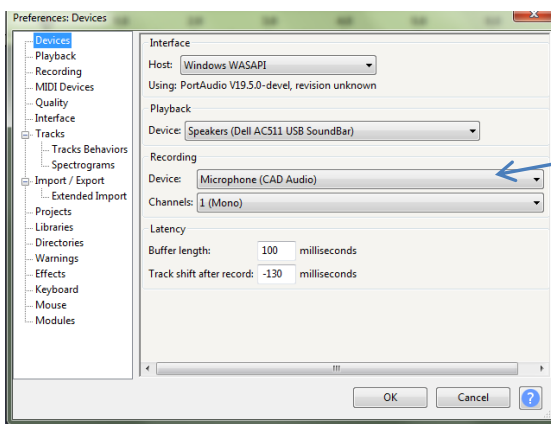 Preferences: Devices
Devices
Playback
Recording
MIDI Devices
Quality
Interface
Tracks
Tracks Behaviors
Spectrograms
Import / Export
Extended Import
Projects
Libraries
Directories
Warnings
Effects
Keyboard
Mouse
Modules
Interface
Host: Windows WASAPI
Using: PortAudio V19.5.0-devel, revision unknown
Playback
Device: Speakers (Dell AC511 USB SoundBar)
Recording
Device: Microphone (CAD Audio)
Channels: 1 (Mono)
Latency
Buffer length: 100 milliseconds
Track shift after record: -130 milliseconds
OK Cancel ?